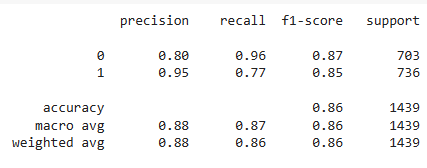 precision recall f1-score support
0 0.80 0.96 0.87 703
1 0.95 0.77 0.85 736
accuracy 0.86 1439
macro avg 0.88 0.87 0.86 1439
weighted avg 0.88 0.86 0.86 1439